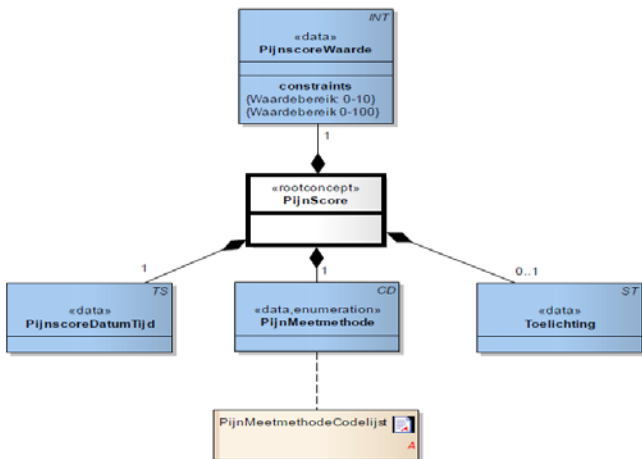 INT
«data»
PijnscoreWaarde
constraints
{Waardebereik: 0-10}
{Waardebereik 0-100}
1
«rootconcept»
PijnScore
1
1
0..1
TS
«data»
PijnscoreDatumTijd
CD
«data,enumeration»
PijnMeetmethode
ST
«data»
Toelichting
PijnMeetmethodeCodelijst
A